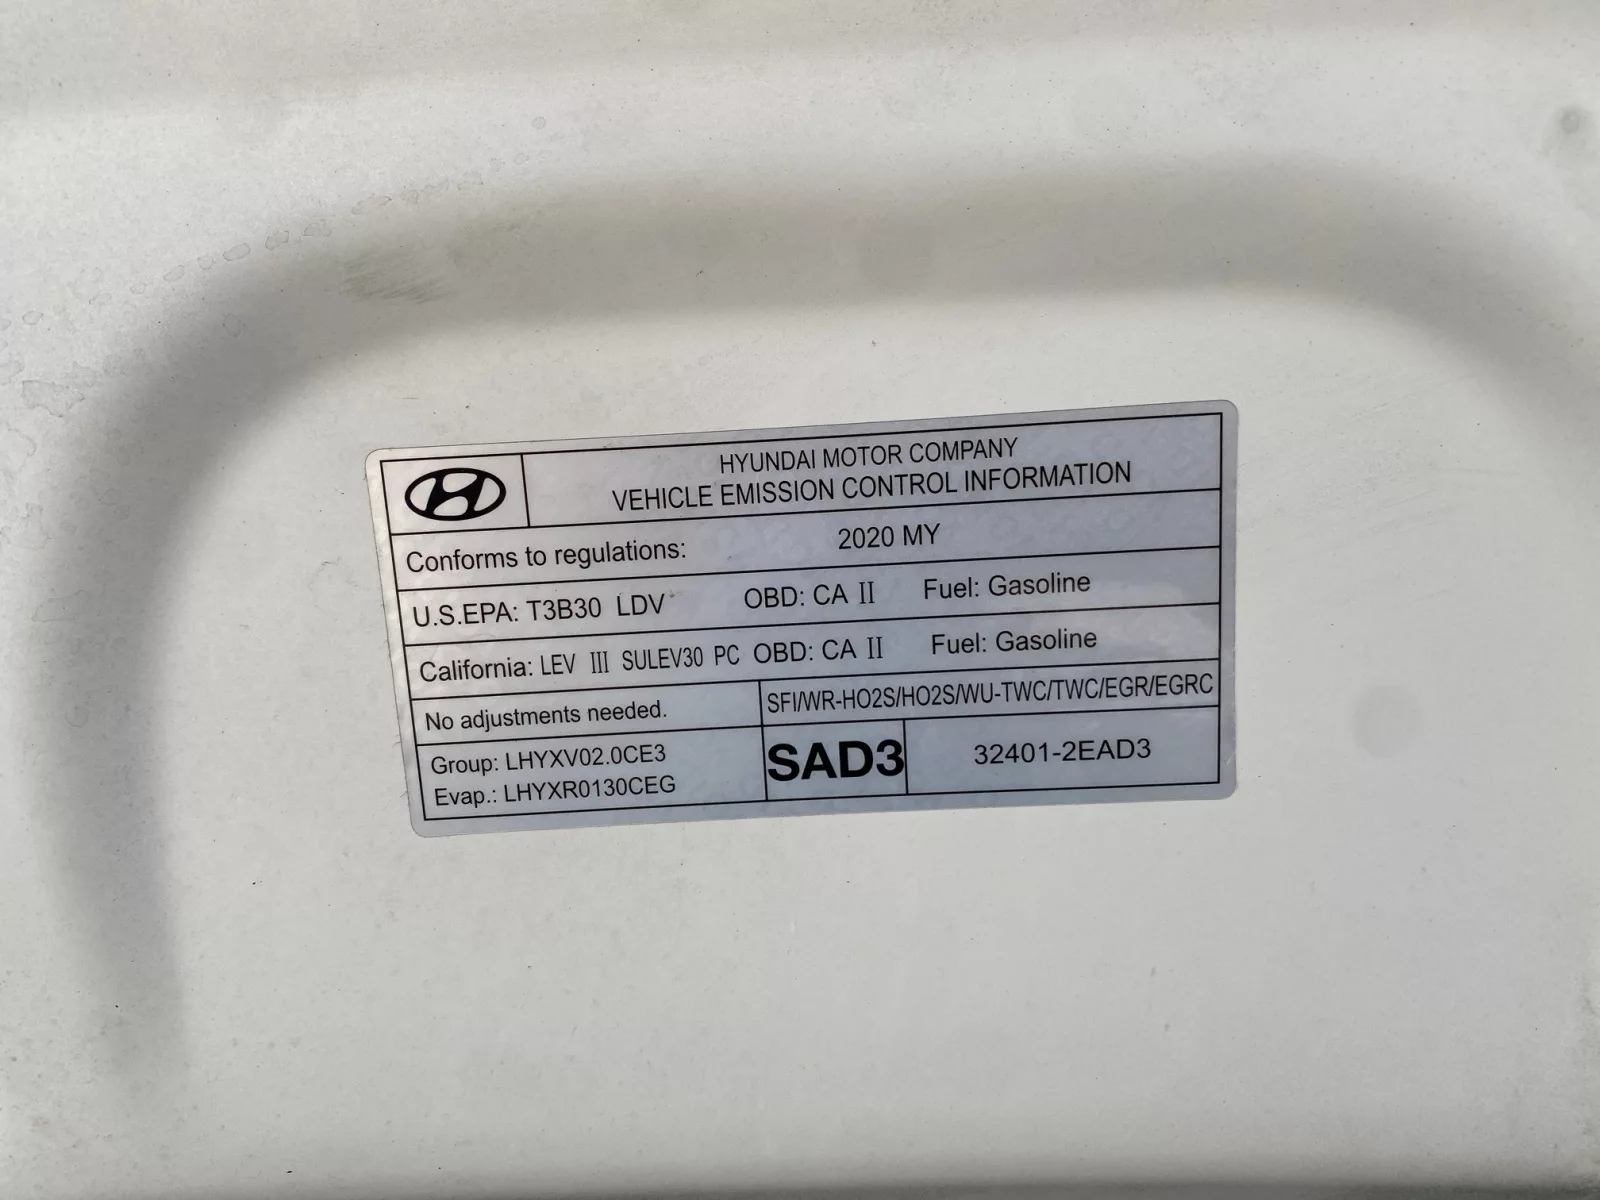 HYUNDAI MOTOR COMPANY
VEHICLE EMISSION CONTROL INFORMATION
Conforms to regulations: 2020 MY
U.S.EPA: T3B30 LDV OBD: CA II Fuel: Gasoline
California: LEV III SULEV30 PC OBD: CA II Fuel: Gasoline
No adjustments needed. SFI/WR-HO2S/HO2S/WU-TWC/TWC/EGR/EGRC
Group: LHYXV02.0CE3
Evap.: LHYXR0130CEG
SAD3 32401-2EAD3